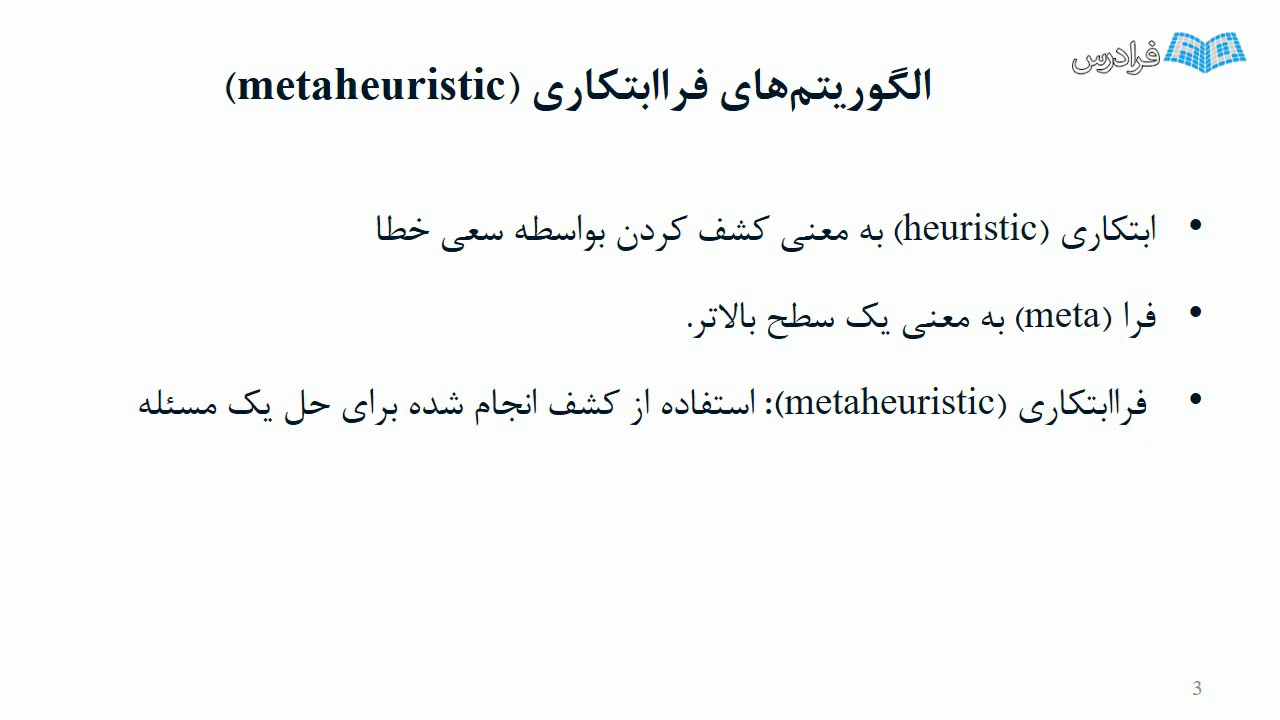 فرادرس
الگوریتم‌های فراابتکاری (metaheuristic)
• ابتکاری (heuristic) به معنی کشف کردن بواسطه سعی خطا
• فرا (meta) به معنی یک سطح بالاتر.
• فراابتکاری (metaheuristic): استفاده از کشف انجام شده برای حل یک مسئله
3